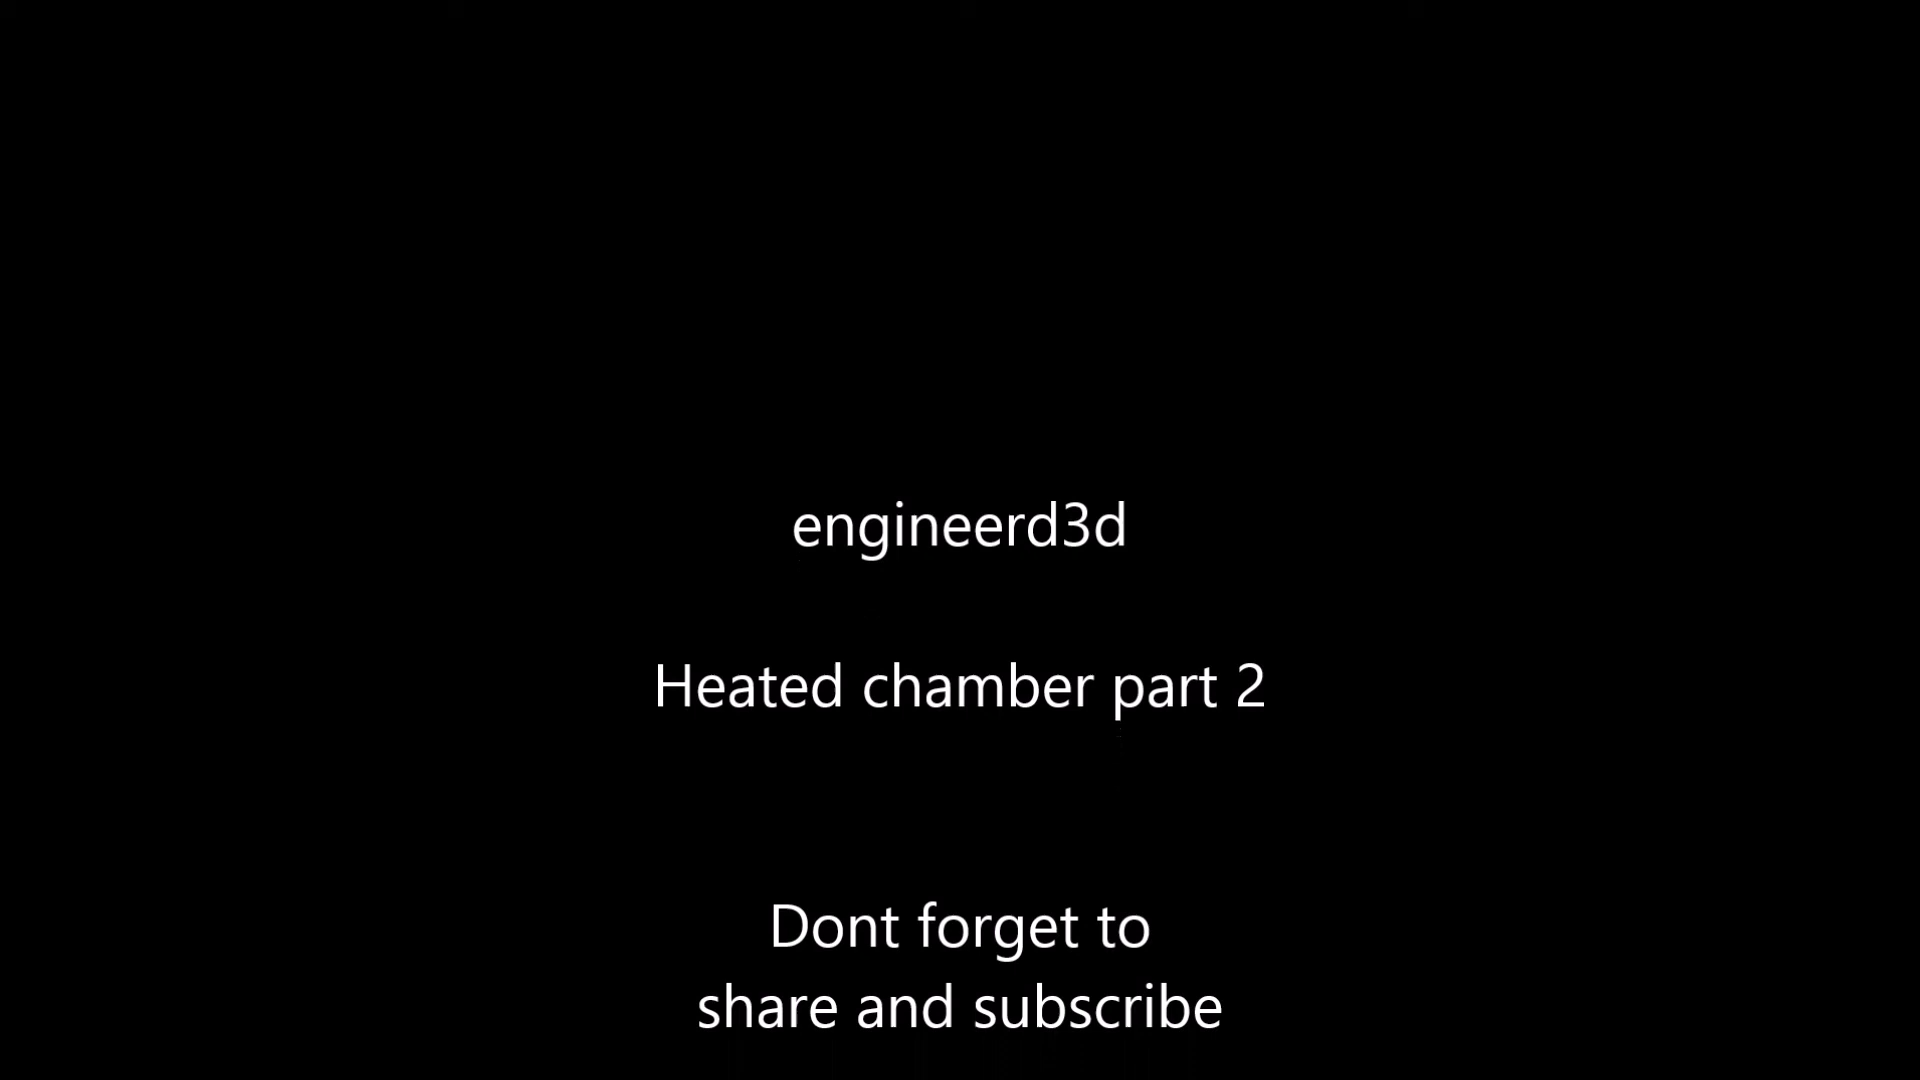 engineerd3d
Heated chamber part 2
Dont forget to
share and subscribe